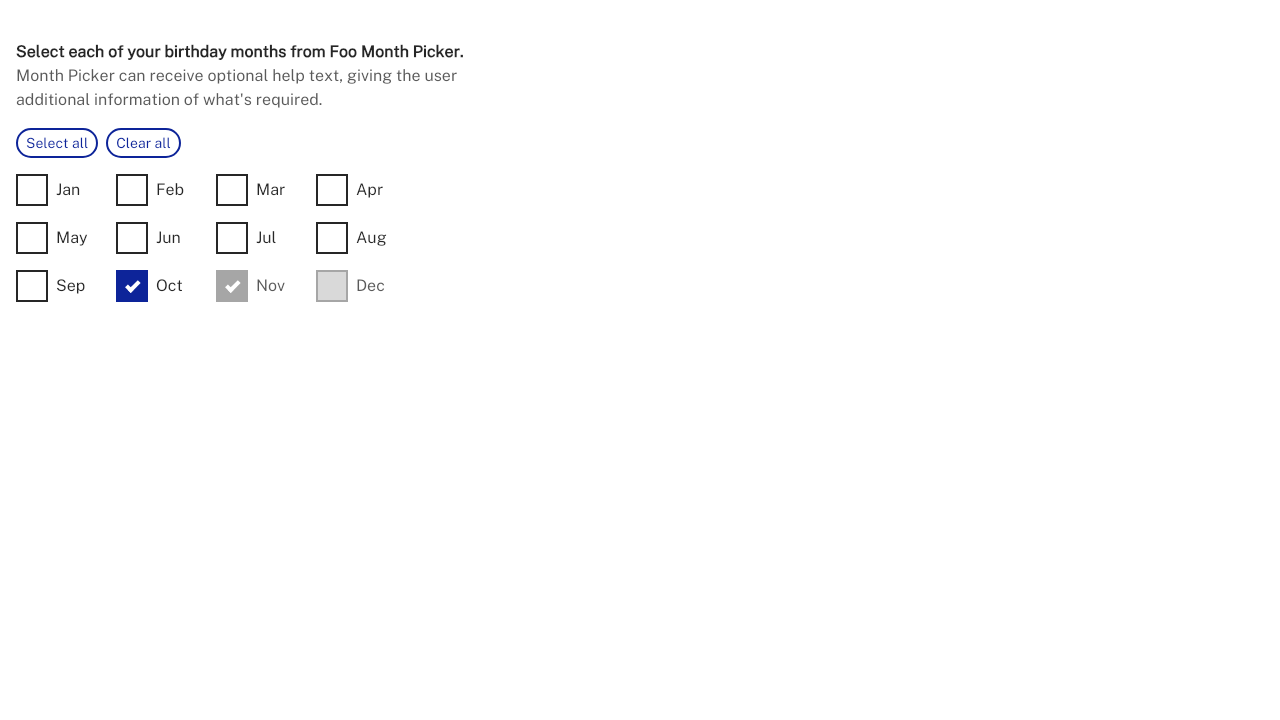 Select each of your birthday months from Foo Month Picker.
Month Picker can receive optional help text, giving the user
additional information of what's required.
Select all Clear all
Jan Feb Mar Apr
May Jun Jul Aug
Sep Oct Nov Dec